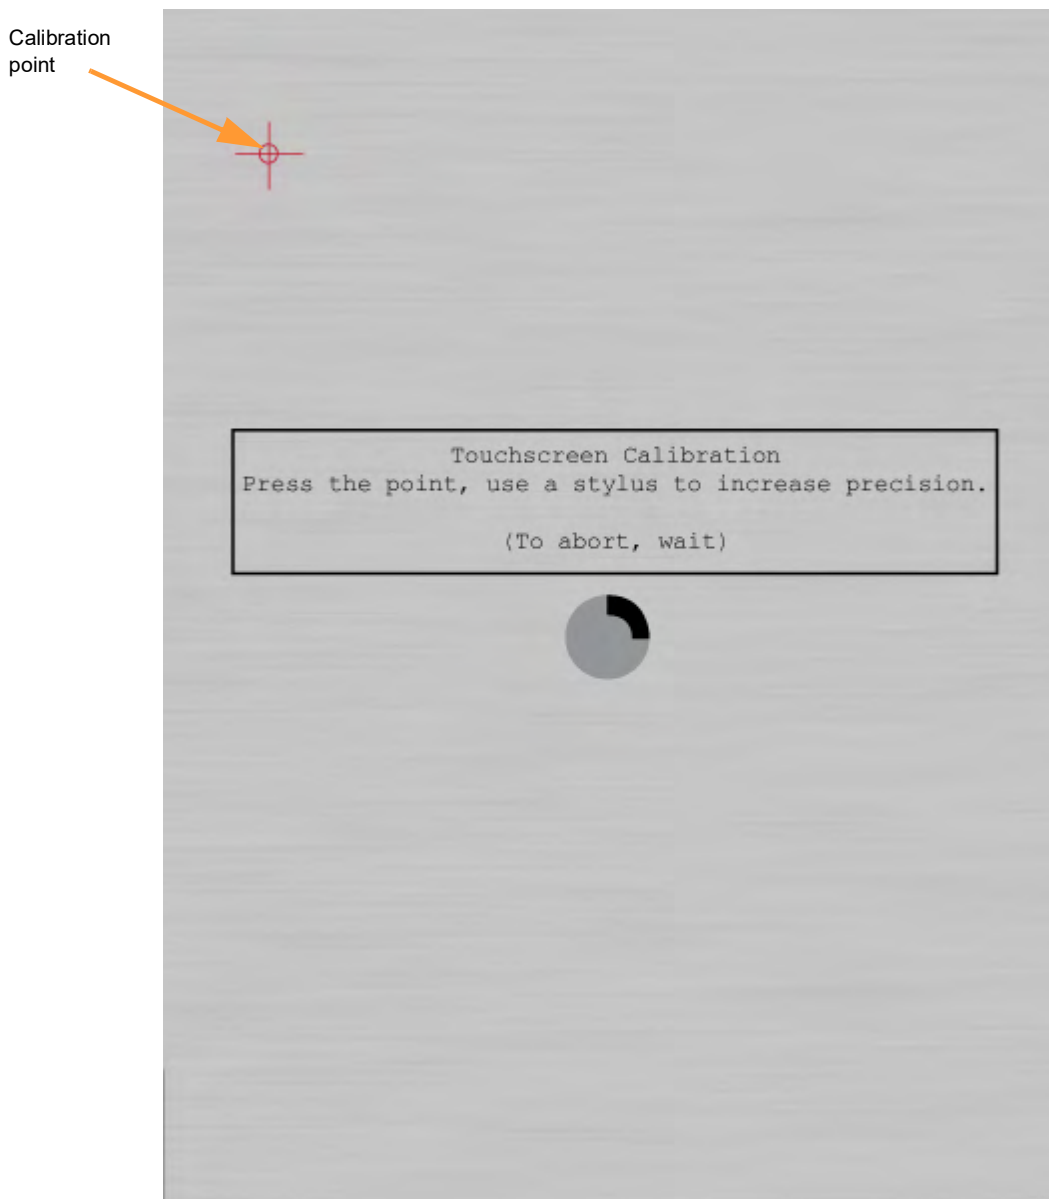 Calibration
point
Touchscreen Calibration
Press the point, use a stylus to increase precision.
(To abort, wait)